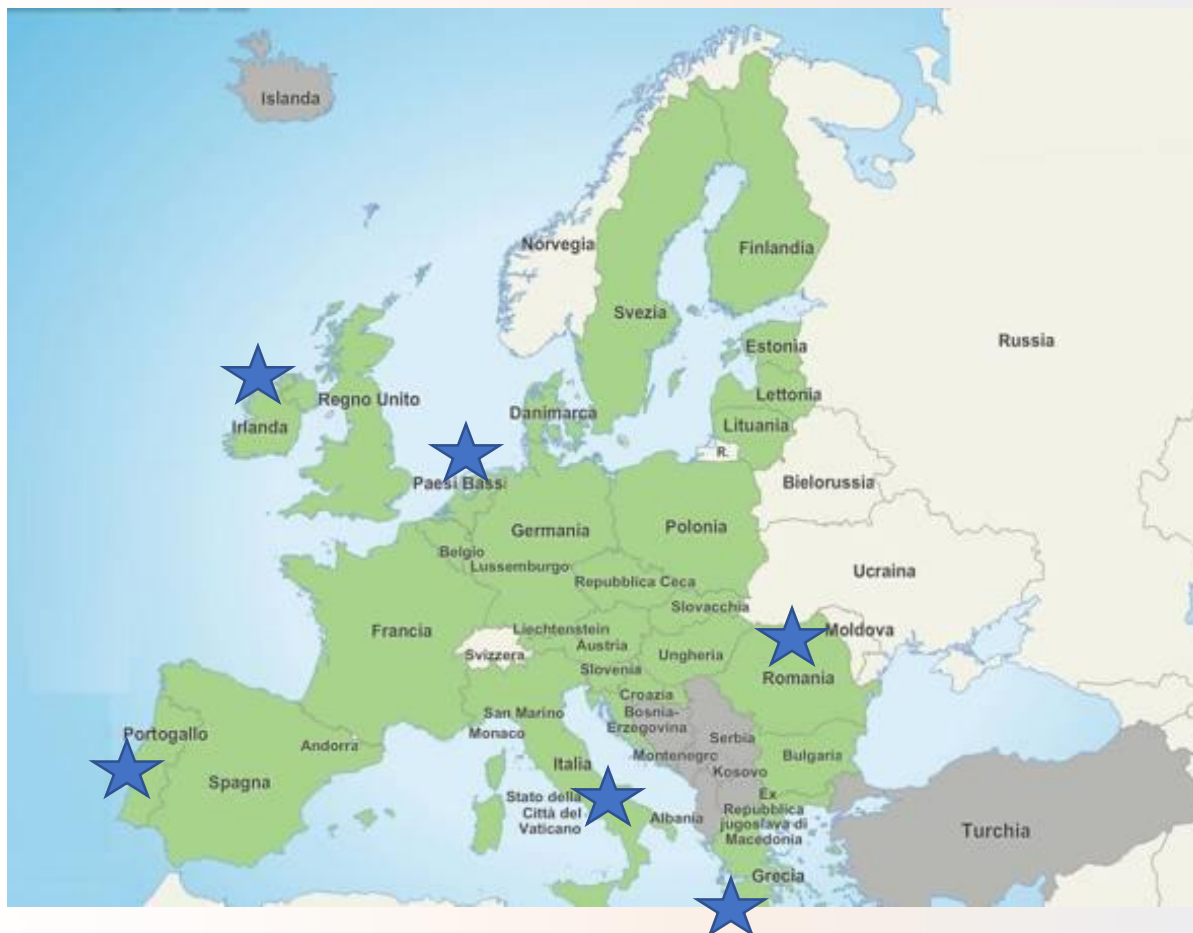 Islanda
Norvegia
Finlandia
Svezia
Russia
Estonia
Lettonia
Lituania
R.
Danimarca
Regno Unito
Irlanda
Paesi Bassi
Bielorussia
Germania
Polonia
Belgio
Lussemburgo
Repubblica Ceca
Ucraina
Slovacchia
Francia
Liechtenstein
Austria
Moldova
Svizzera
Ungheria
Slovenia
Romania
Croazia
Bosnia-
Erzegovina
San Marino
Monaco
Portogallo
Andorra
Serbia
Montenegro
Bulgaria
Kosovo
Italia
Spagna
Stato della
Città del
Vaticano
Albania
Ex
Repubblica
jugoslava di
Macedonia
Turchia
Grecia